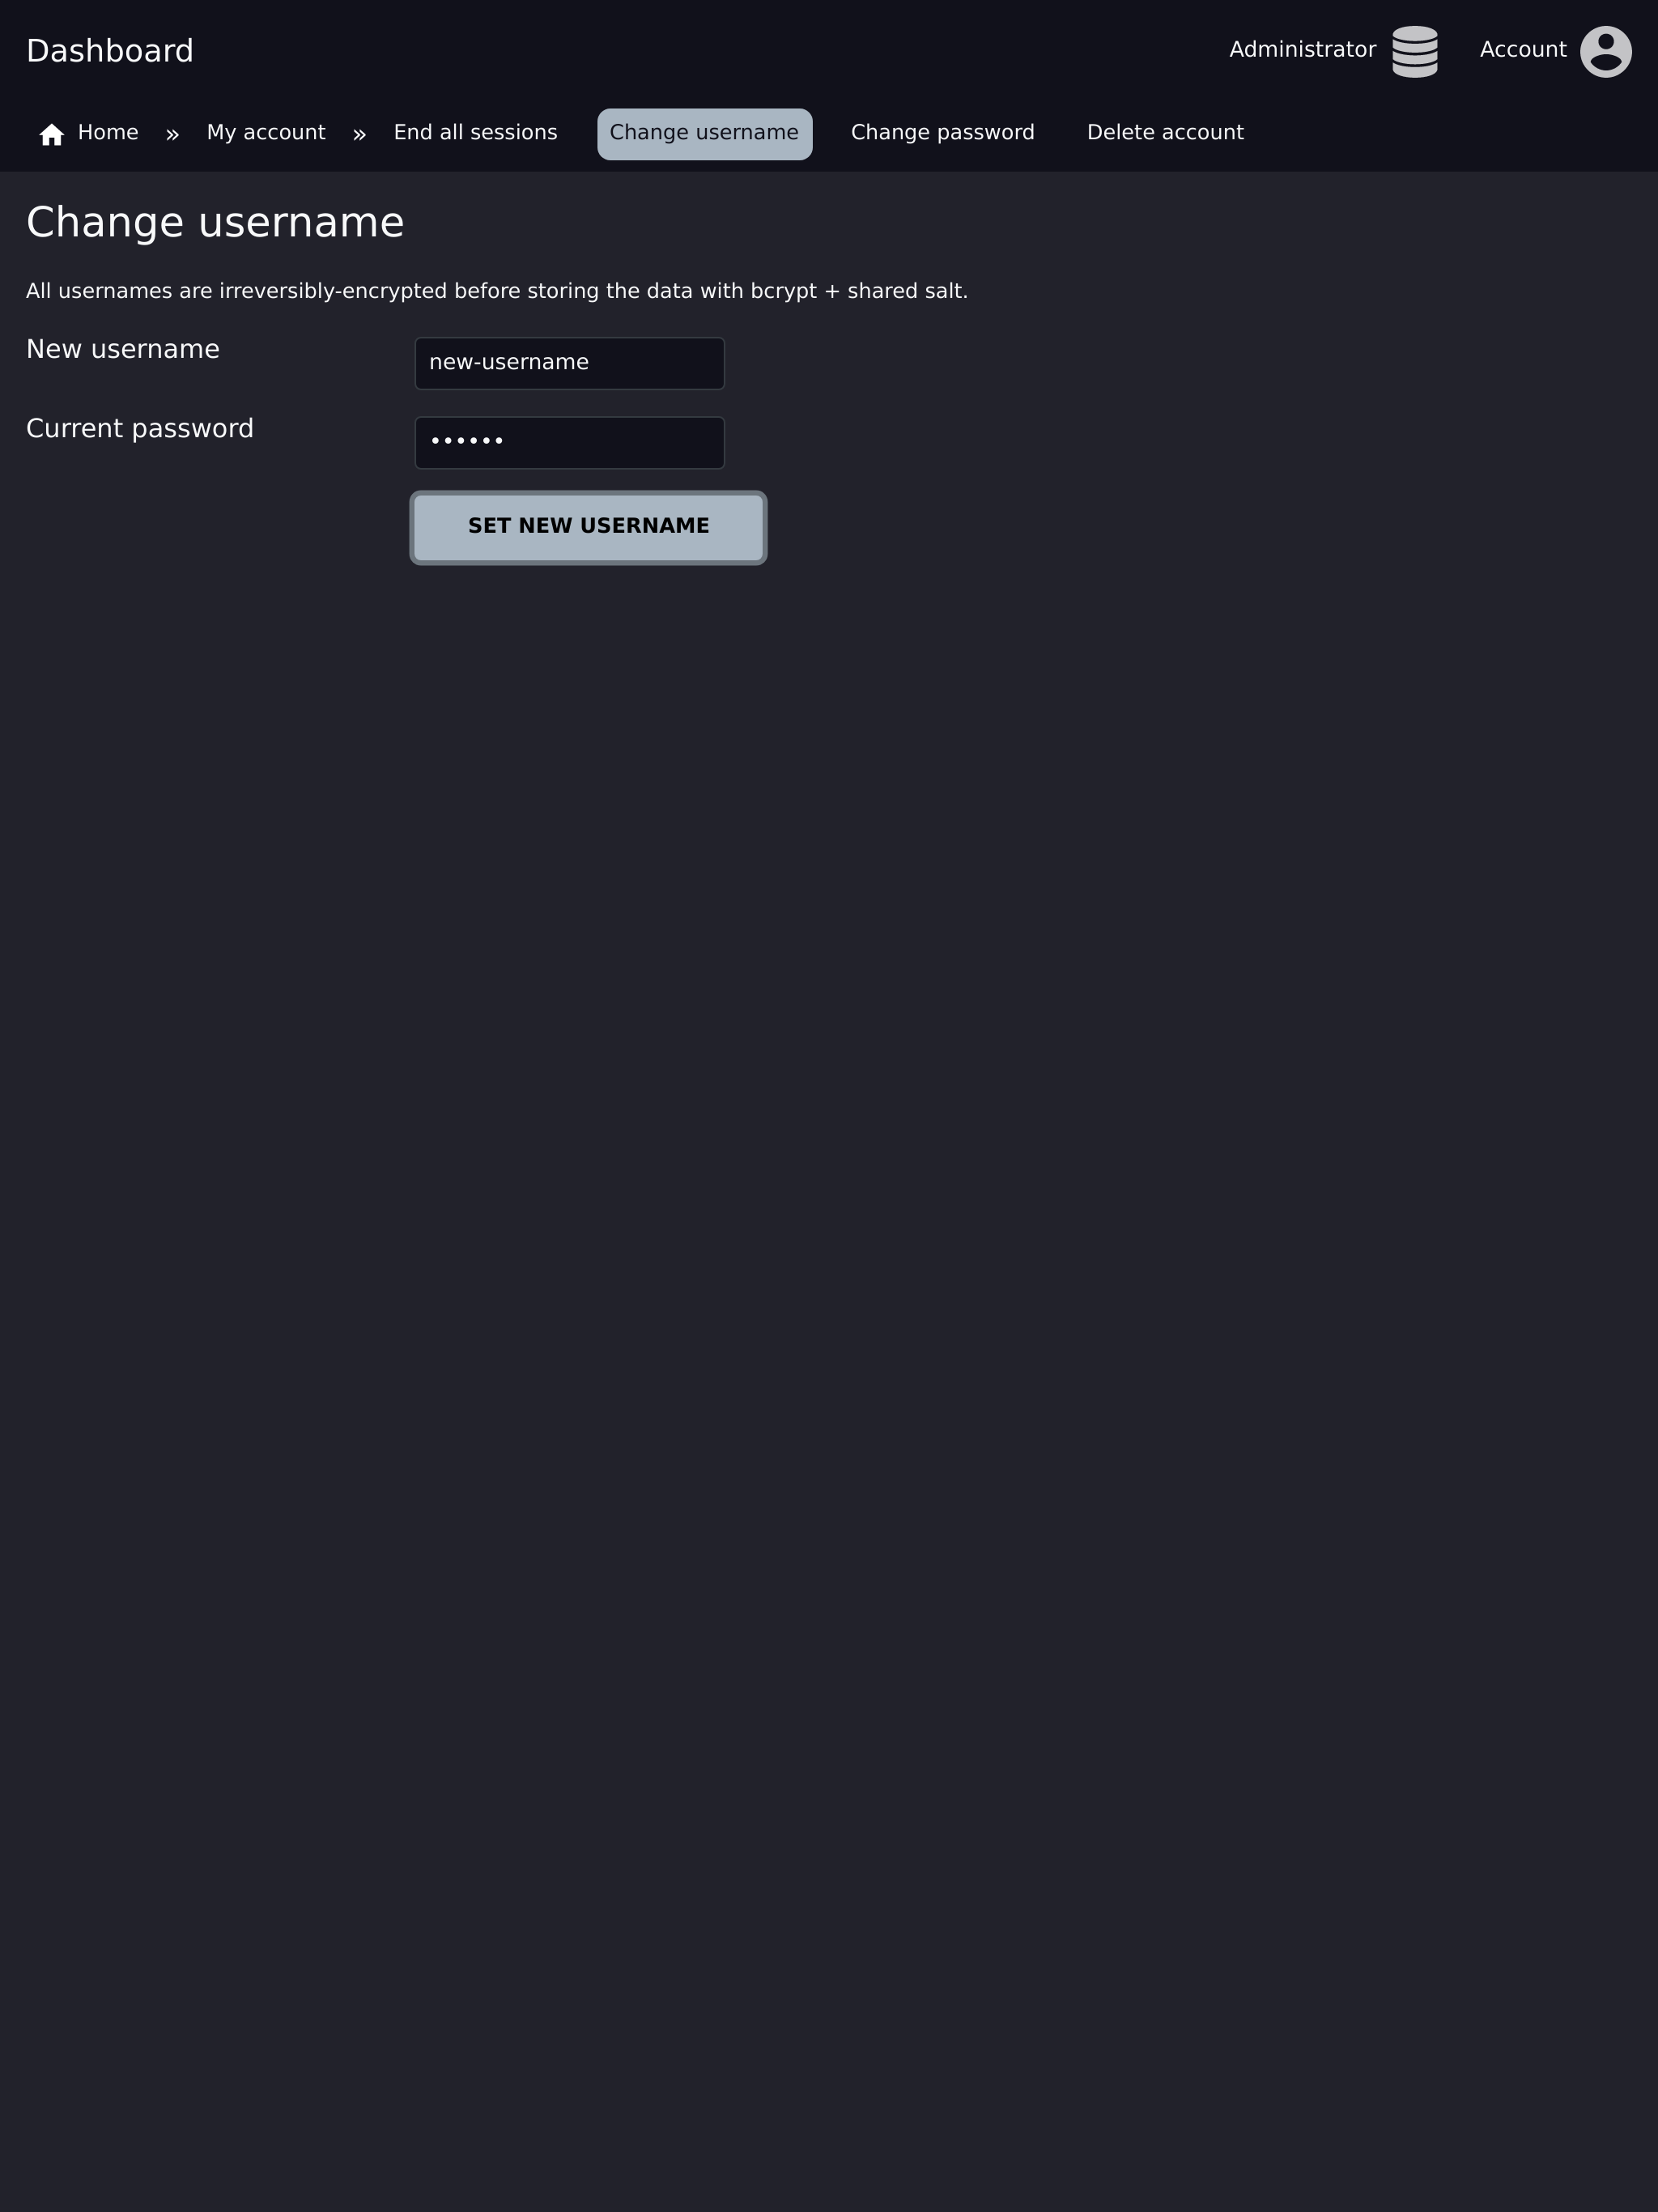 Dashboard Administrator Account
Home » My account » End all sessions Change username Change password Delete account
Change username
All usernames are irreversibly-encrypted before storing the data with bcrypt + shared salt.
New username new-username
Current password ••••••
SET NEW USERNAME